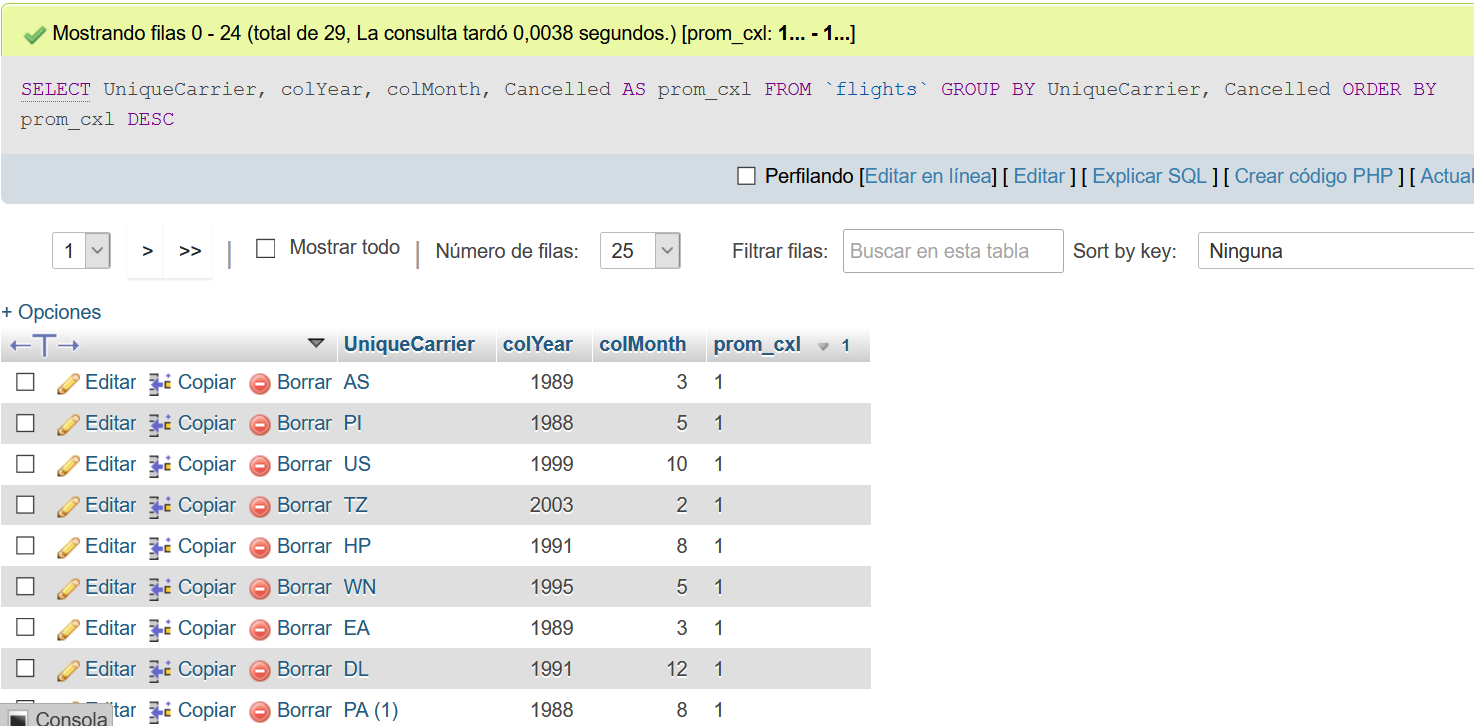 Mostrando filas 0 - 24 (total de 29, La consulta tardó 0,0038 segundos.) [prom_cxl: 1... - 1...]
SELECT UniqueCarrier, colYear, colMonth, Cancelled AS prom_cxl FROM `flights` GROUP BY UniqueCarrier, Cancelled ORDER BY
prom_cxl DESC
Perfilando [Editar en línea] [ Editar ] [ Explicar SQL ] [ Crear código PHP ] [ Actual
1 > >> | Mostrar todo | Número de filas: 25 Filtrar filas: Buscar en esta tabla Sort by key: Ninguna
+ Opciones
←T→ UniqueCarrier colYear colMonth prom_cxl 1
Editar Copiar Borrar AS 1989 3 1
Editar Copiar Borrar PI 1988 5 1
Editar Copiar Borrar US 1999 10 1
Editar Copiar Borrar TZ 2003 2 1
Editar Copiar Borrar HP 1991 8 1
Editar Copiar Borrar WN 1995 5 1
Editar Copiar Borrar EA 1989 3 1
Editar Copiar Borrar DL 1991 12 1
tar Copiar Borrar PA (1) 1988 8 1
Consola